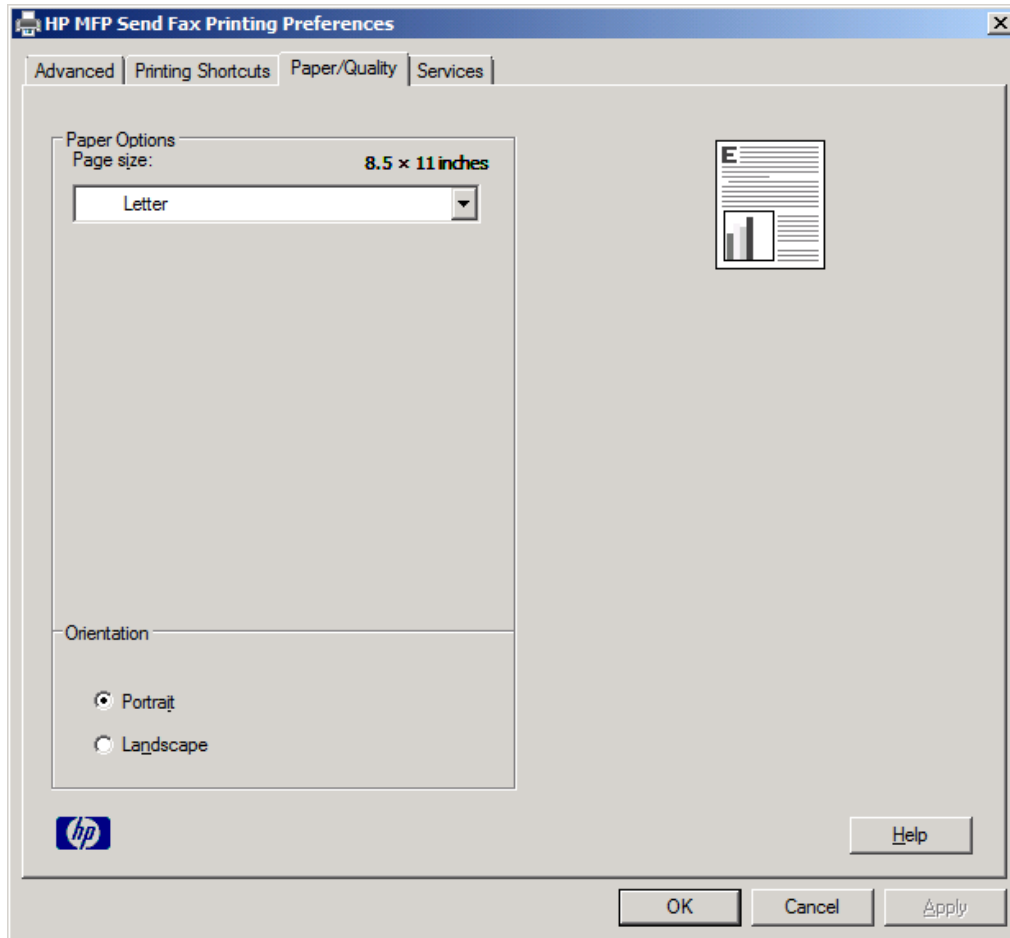 HP MFP Send Fax Printing Preferences
Advanced Printing Shortcuts Paper/Quality Services
Paper Options
Page size: 8.5 × 11 inches
Letter
E
Orientation
Portrait
Landscape
hp
Help
OK Cancel Apply